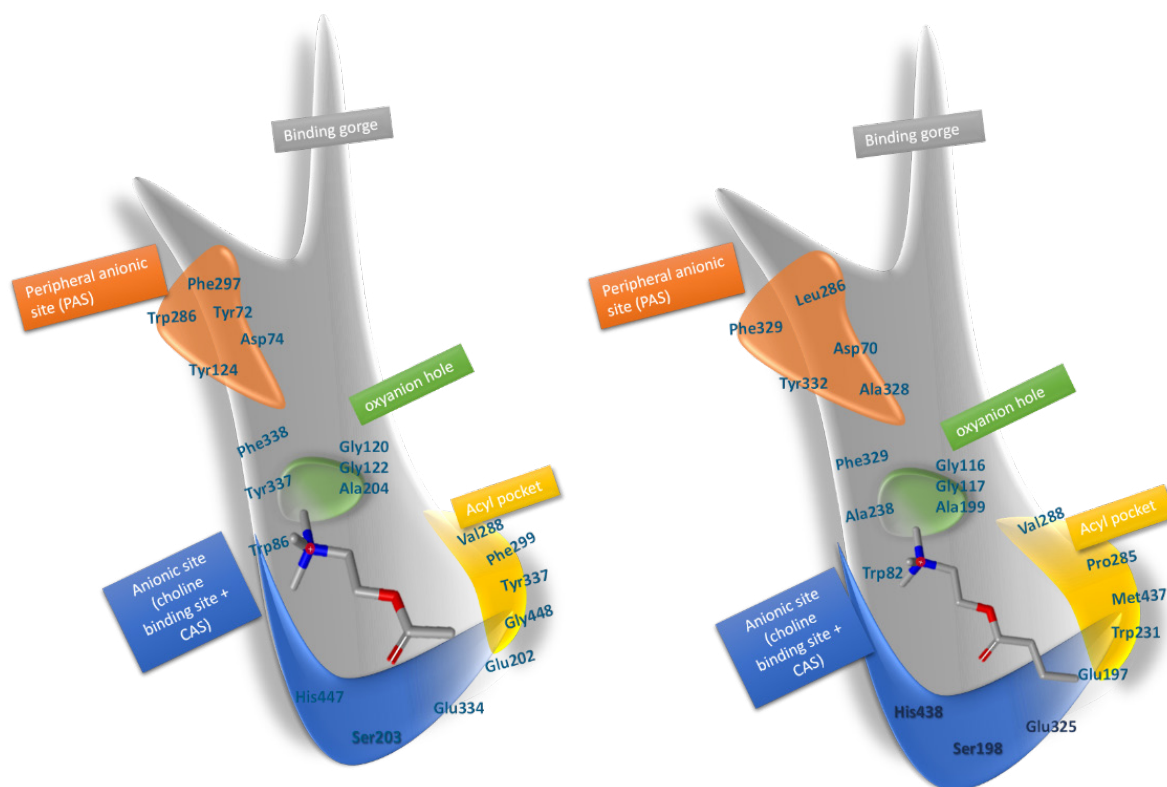 Binding gorge
Peripheral anionic
site (PAS)
Phe297
Trp286
Tyr72
Asp74
Tyr124
oxyanion hole
Phe338
Gly120
Gly122
Tyr337
Ala204
Acyl pocket
Val288
Trp86
Phe299
Anionic site
(choline
binding site +
CAS)
Tyr337
Gly448
Glu202
His447
Glu334
Ser203
Binding gorge
Peripheral anionic
site (PAS)
Leu286
Phe329
Asp70
Tyr332
Ala328
oxyanion hole
Phe329
Gly116
Gly117
Ala238
Ala199
Val288
Acyl pocket
Trp82
Pro285
Anionic site
(choline
binding site +
CAS)
Met437
Trp231
Glu197
His438
Glu325
Ser198